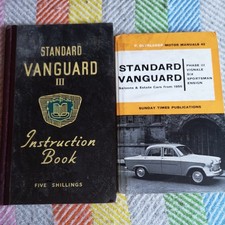 STANDARD
VANGUARD
III
Instruction
Book
FIVE SHILLINGS
MOTOR MANUALS
STANDARD
VANGUARD
PHASE III
VIGNALE
SIX
SPORTSMAN
ENSIGN
Saloons & Estate Cars from 1955
SUNDAY TIMES PUBLICATIONS